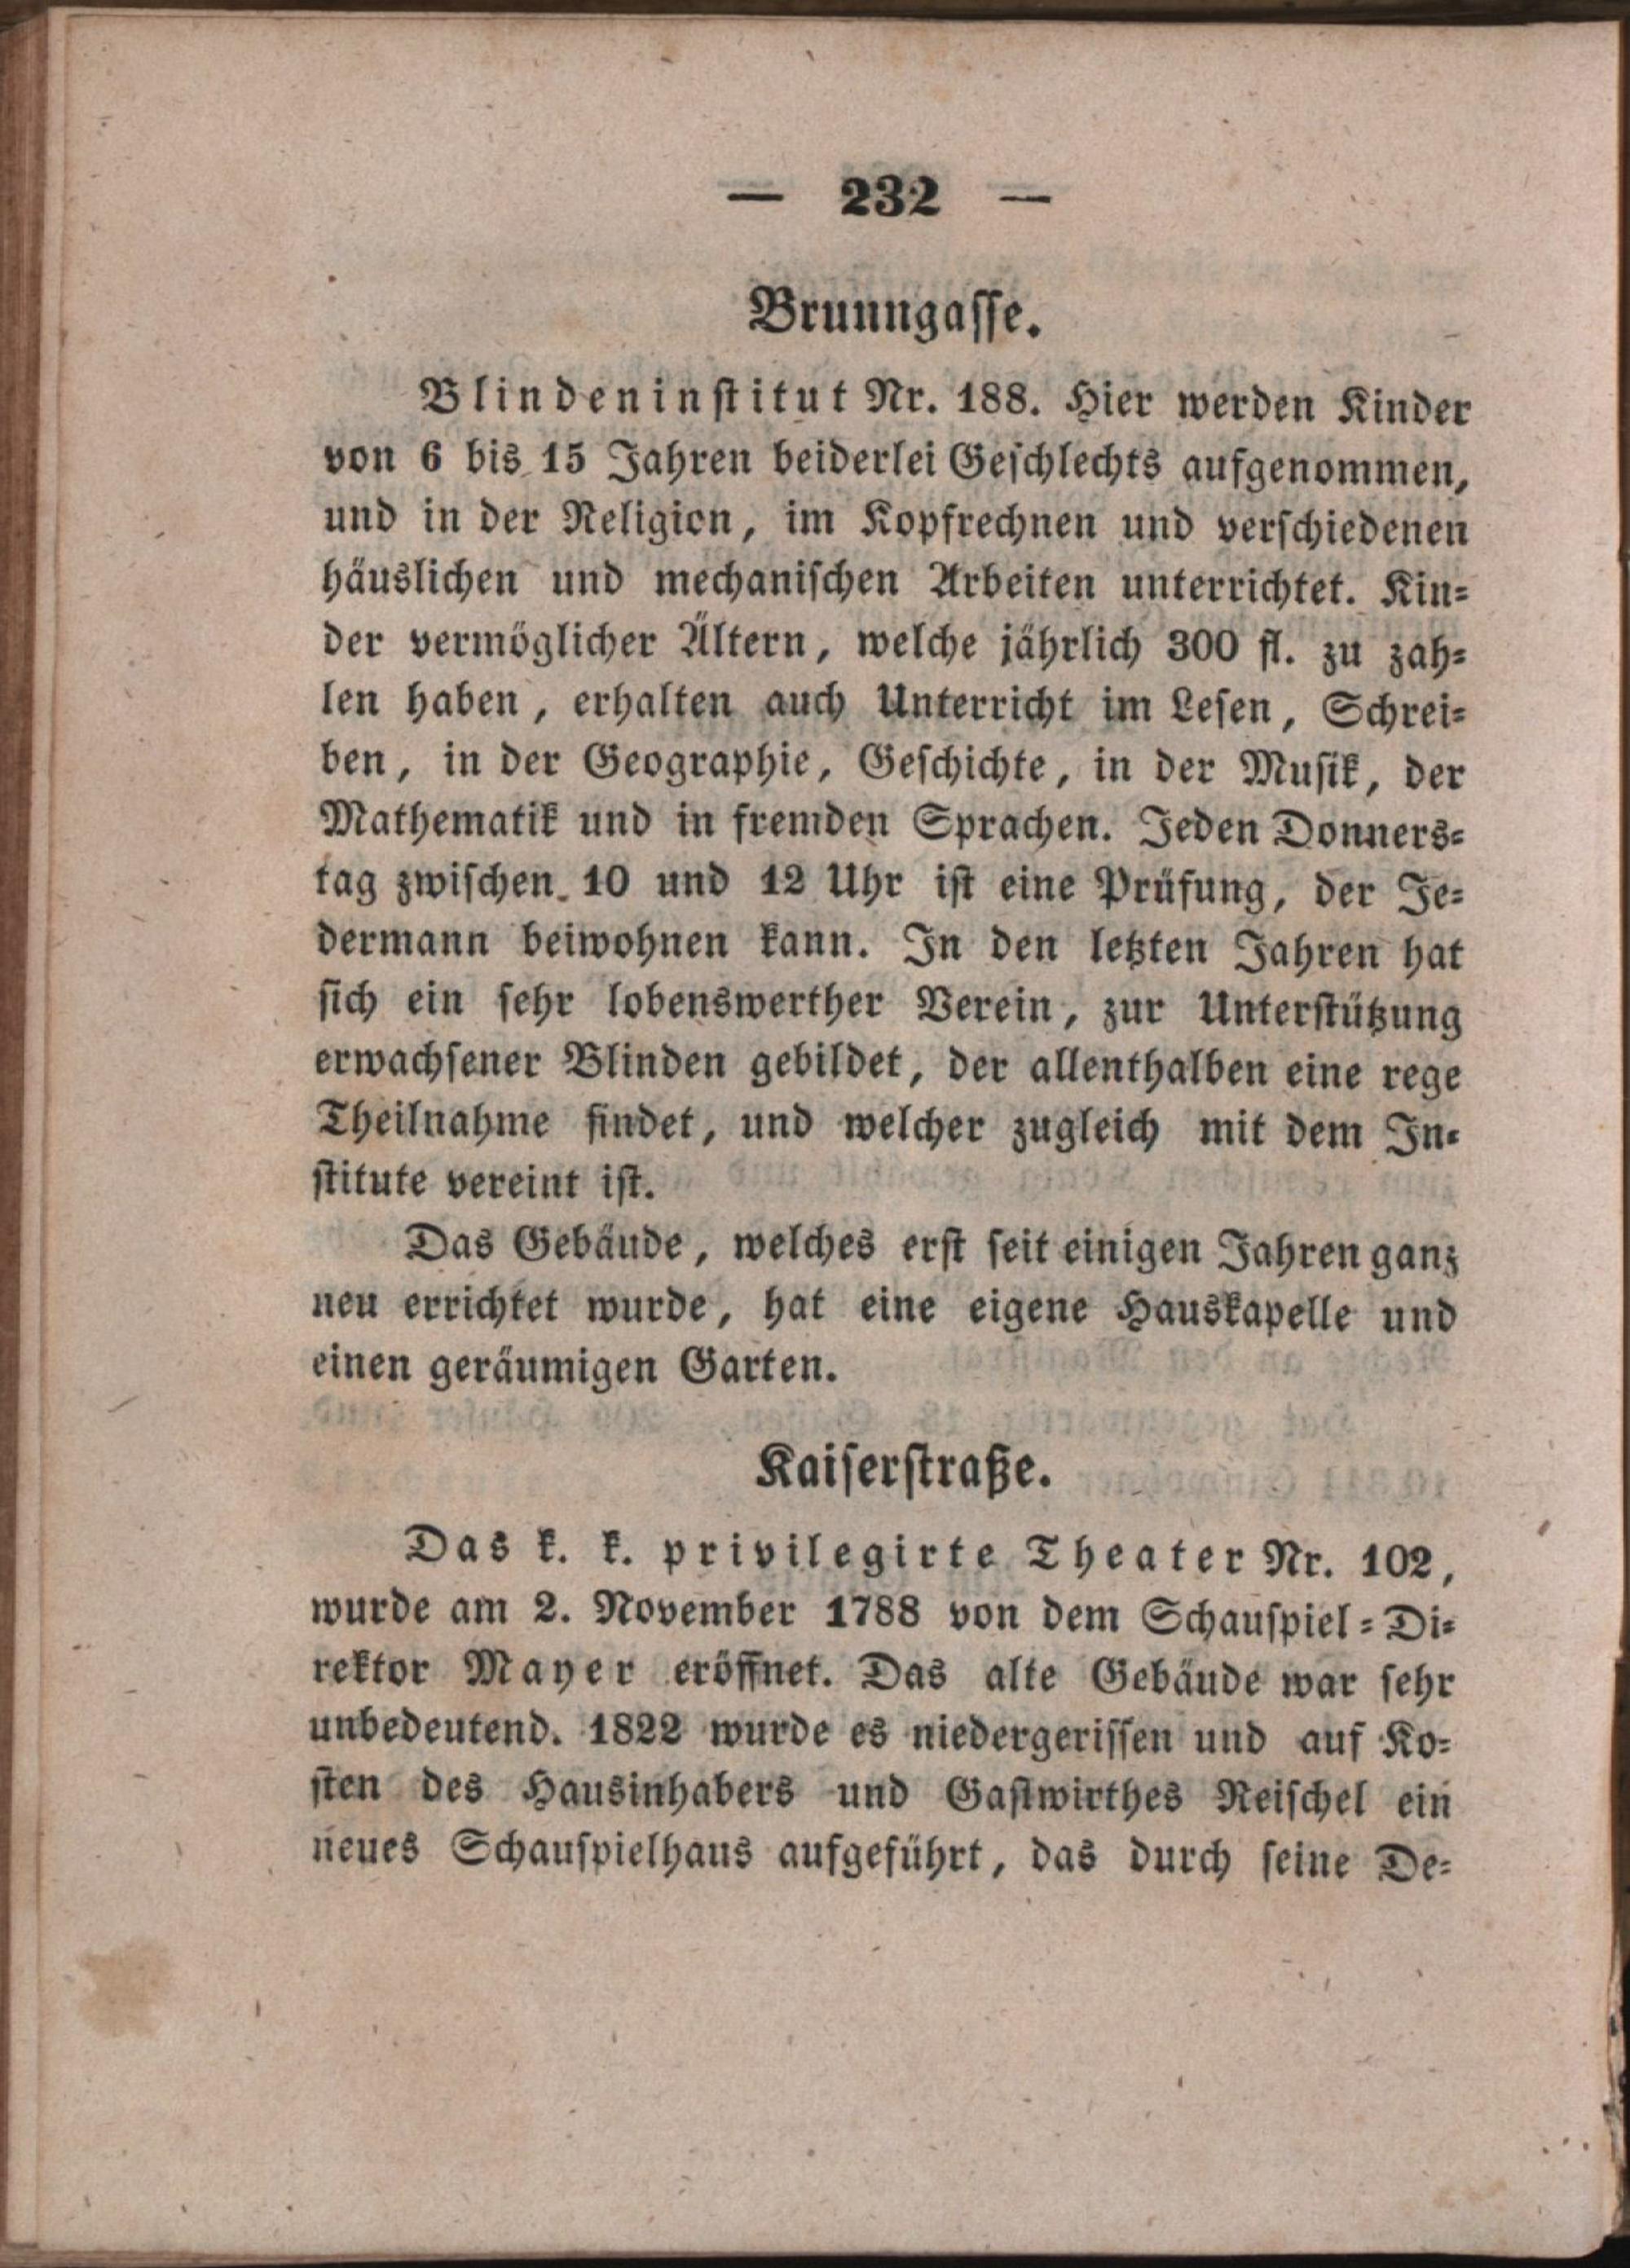 — 232 —
Brunngasse.
Blindeninstitut Nr. 188. Hier werden Kinder
von 6 bis 15 Jahren beiderlei Geschlechts aufgenommen,
und in der Religion, im Kopfrechnen und verschiedenen
häuslichen und mechanischen Arbeiten unterrichtet. Kin-
der vermöglicher Ältern, welche jährlich 300 fl. zu zah-
len haben, erhalten auch Unterricht im Lesen, Schrei-
ben, in der Geographie, Geschichte, in der Musik, der
Mathematik und in fremden Sprachen. Jeden Donners-
tag zwischen 10 und 12 Uhr ist eine Prüfung, der Je-
dermann beiwohnen kann. In den letzten Jahren hat
sich ein sehr lobenswerther Verein, zur Unterstützung
erwachsener Blinden gebildet, der allenthalben eine rege
Theilnahme findet, und welcher zugleich mit dem In-
stitute vereint ist.
Das Gebäude, welches erst seit einigen Jahren ganz
neu errichtet wurde, hat eine eigene Hauskapelle und
einen geräumigen Garten.
Kaiserstraße.
Das k. k. privilegirte Theater Nr. 102,
wurde am 2. November 1788 von dem Schauspiel-Di-
rektor Mayer eröffnet. Das alte Gebäude war sehr
unbedeutend. 1822 wurde es niedergerissen und auf Ko-
sten des Hausinhabers und Gastwirthes Reischel ein
neues Schauspielhaus aufgeführt, das durch seine De-